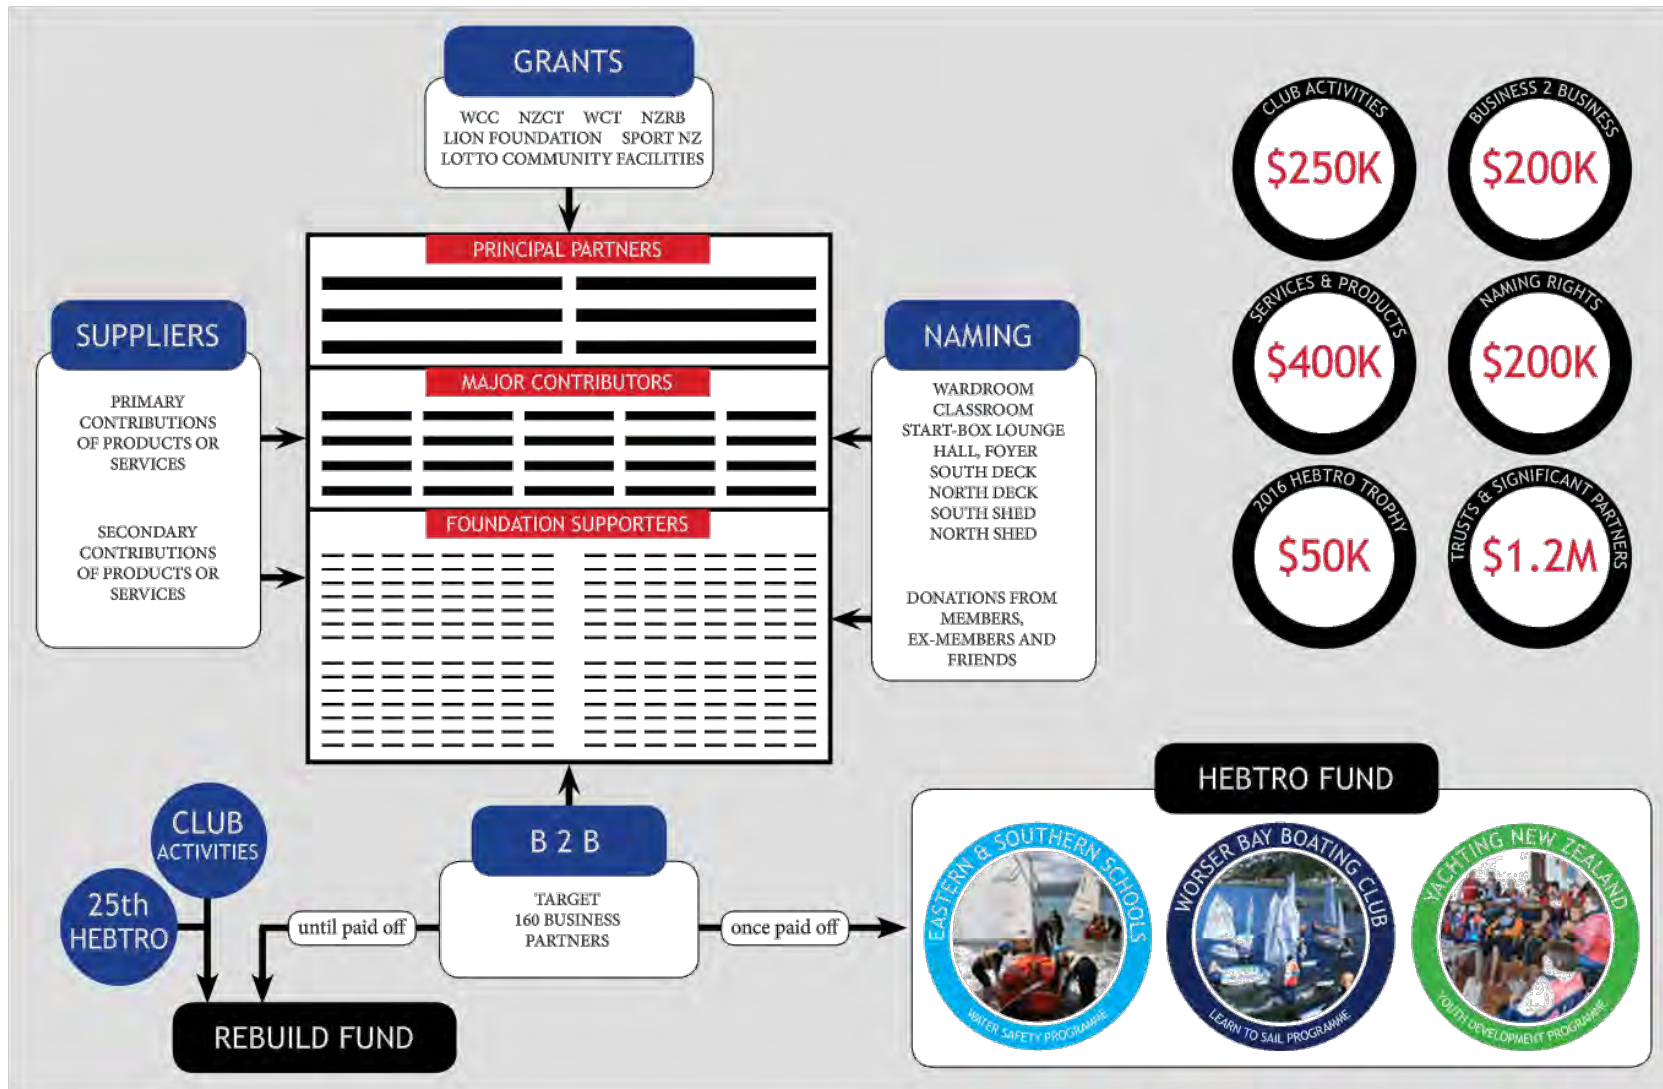 GRANTS
WCC NZCT WCT NZRB
LION FOUNDATION SPORT NZ
LOTTO COMMUNITY FACILITIES
PRINCIPAL PARTNERS
MAJOR CONTRIBUTORS
FOUNDATION SUPPORTERS
SUPPLIERS
PRIMARY
CONTRIBUTIONS
OF PRODUCTS OR
SERVICES
SECONDARY
CONTRIBUTIONS
OF PRODUCTS OR
SERVICES
NAMING
WARDROOM
CLASSROOM
START-BOX LOUNGE
HALL, FOYER
SOUTH DECK
NORTH DECK
SOUTH SHED
NORTH SHED
DONATIONS FROM
MEMBERS,
EX-MEMBERS AND
FRIENDS
CLUB ACTIVITIES
$250K
BUSINESS 2 BUSINESS
$200K
SERVICES & PRODUCTS
$400K
NAMING RIGHTS
$200K
2016 HEBTRO TROPHY
$50K
TRUSTS & SIGNIFICANT PARTNERS
$1.2M
CLUB
ACTIVITIES
25th
HEBTRO
B 2 B
TARGET
160 BUSINESS
PARTNERS
until paid off
once paid off
REBUILD FUND
HEBTRO FUND
EASTERN & SOUTHERN SCHOOLS
WATER SAFETY PROGRAMME
WORSER BAY BOATING CLUB
LEARN TO SAIL PROGRAMME
YACHTING NEW ZEALAND
YOUTH DEVELOPMENT PROGRAMME